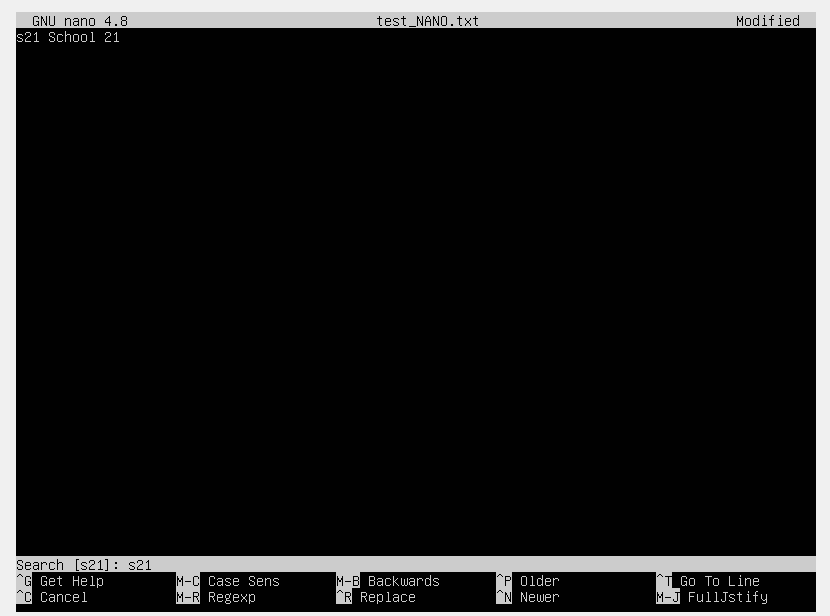 GNU nano 4.8 test_NANO.txt Modified
s21 School 21
Search [s21]: s21
^G Get Help M-C Case Sens M-B Backwards ^P Older ^T Go To Line
^C Cancel M-R Regexp ^R Replace ^N Newer M-J FullJstify